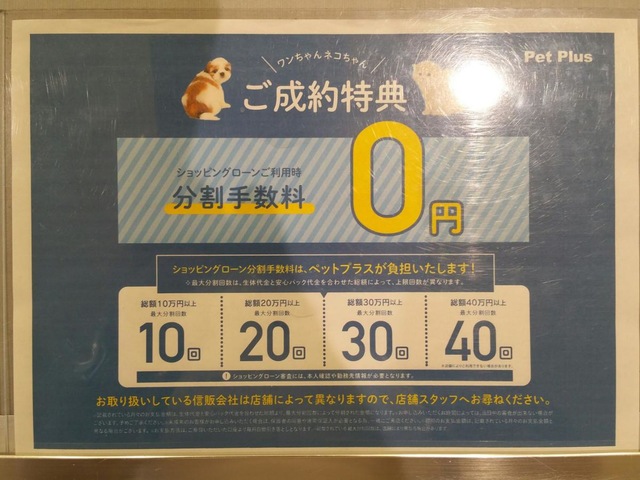 Pet Plus
ワンちゃんネコちゃん
ご成約特典
ショッピングローンご利用時
分割手数料 0円
ショッピングローン分割手数料は、ペットプラスが負担いたします!
※最大分割回数は、生体代金と安心パック代金を合わせた総額によって、上限回数が異なります。
総額10万円以上
最大分割回数
10回
総額20万円以上
最大分割回数
20回
総額30万円以上
最大分割回数
30回
総額40万円以上
最大分割回数
40回
ショッピングローン審査には、本人確認や勤務先情報が必要となります。
お取り扱いしている信販会社は店舗によって異なりますので、店舗スタッフへお尋ねください。